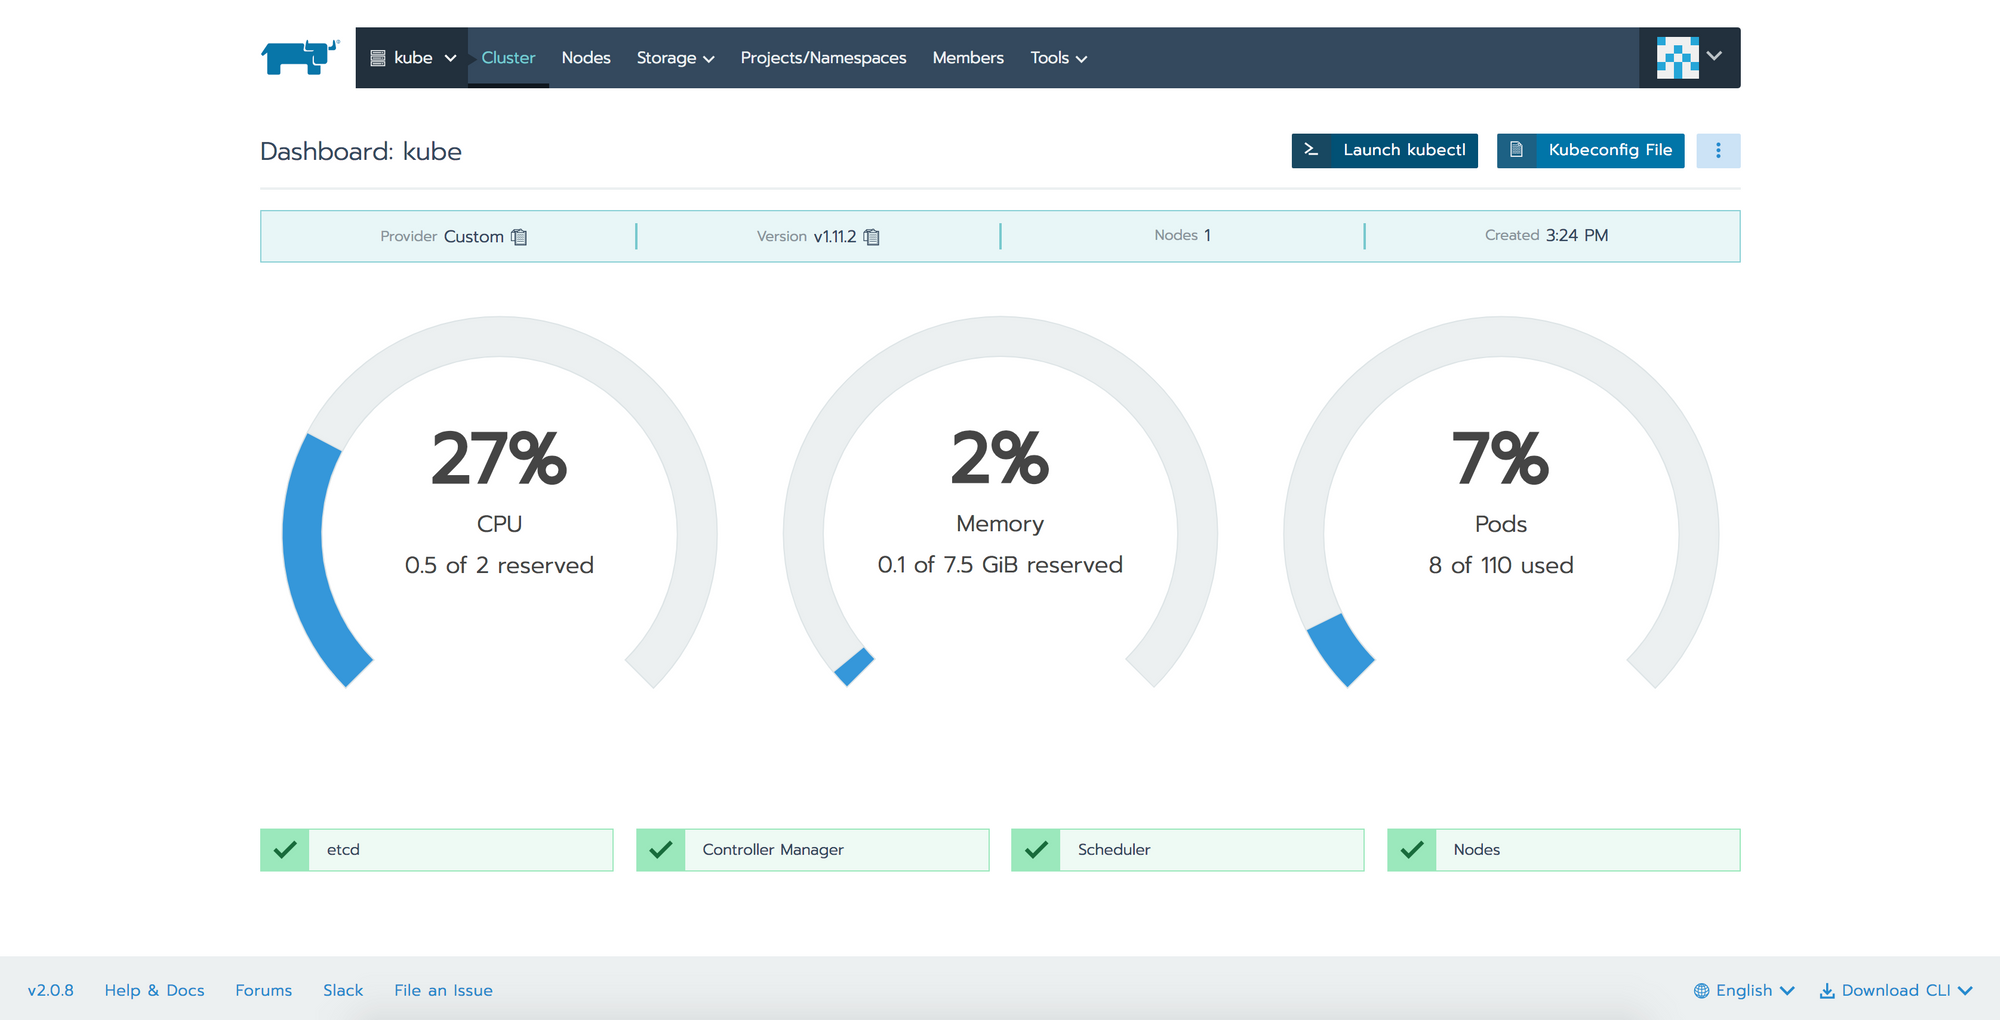 kube Cluster Nodes Storage Projects/Namespaces Members Tools
Dashboard: kube
Launch kubectl Kubeconfig File
Provider Custom Version v1.11.2 Nodes 1 Created 3:24 PM
27% 2% 7%
CPU Memory Pods
0.5 of 2 reserved 0.1 of 7.5 GiB reserved 8 of 110 used
etcd Controller Manager Scheduler Nodes
v2.0.8 Help & Docs Forums Slack File an Issue English Download CLI